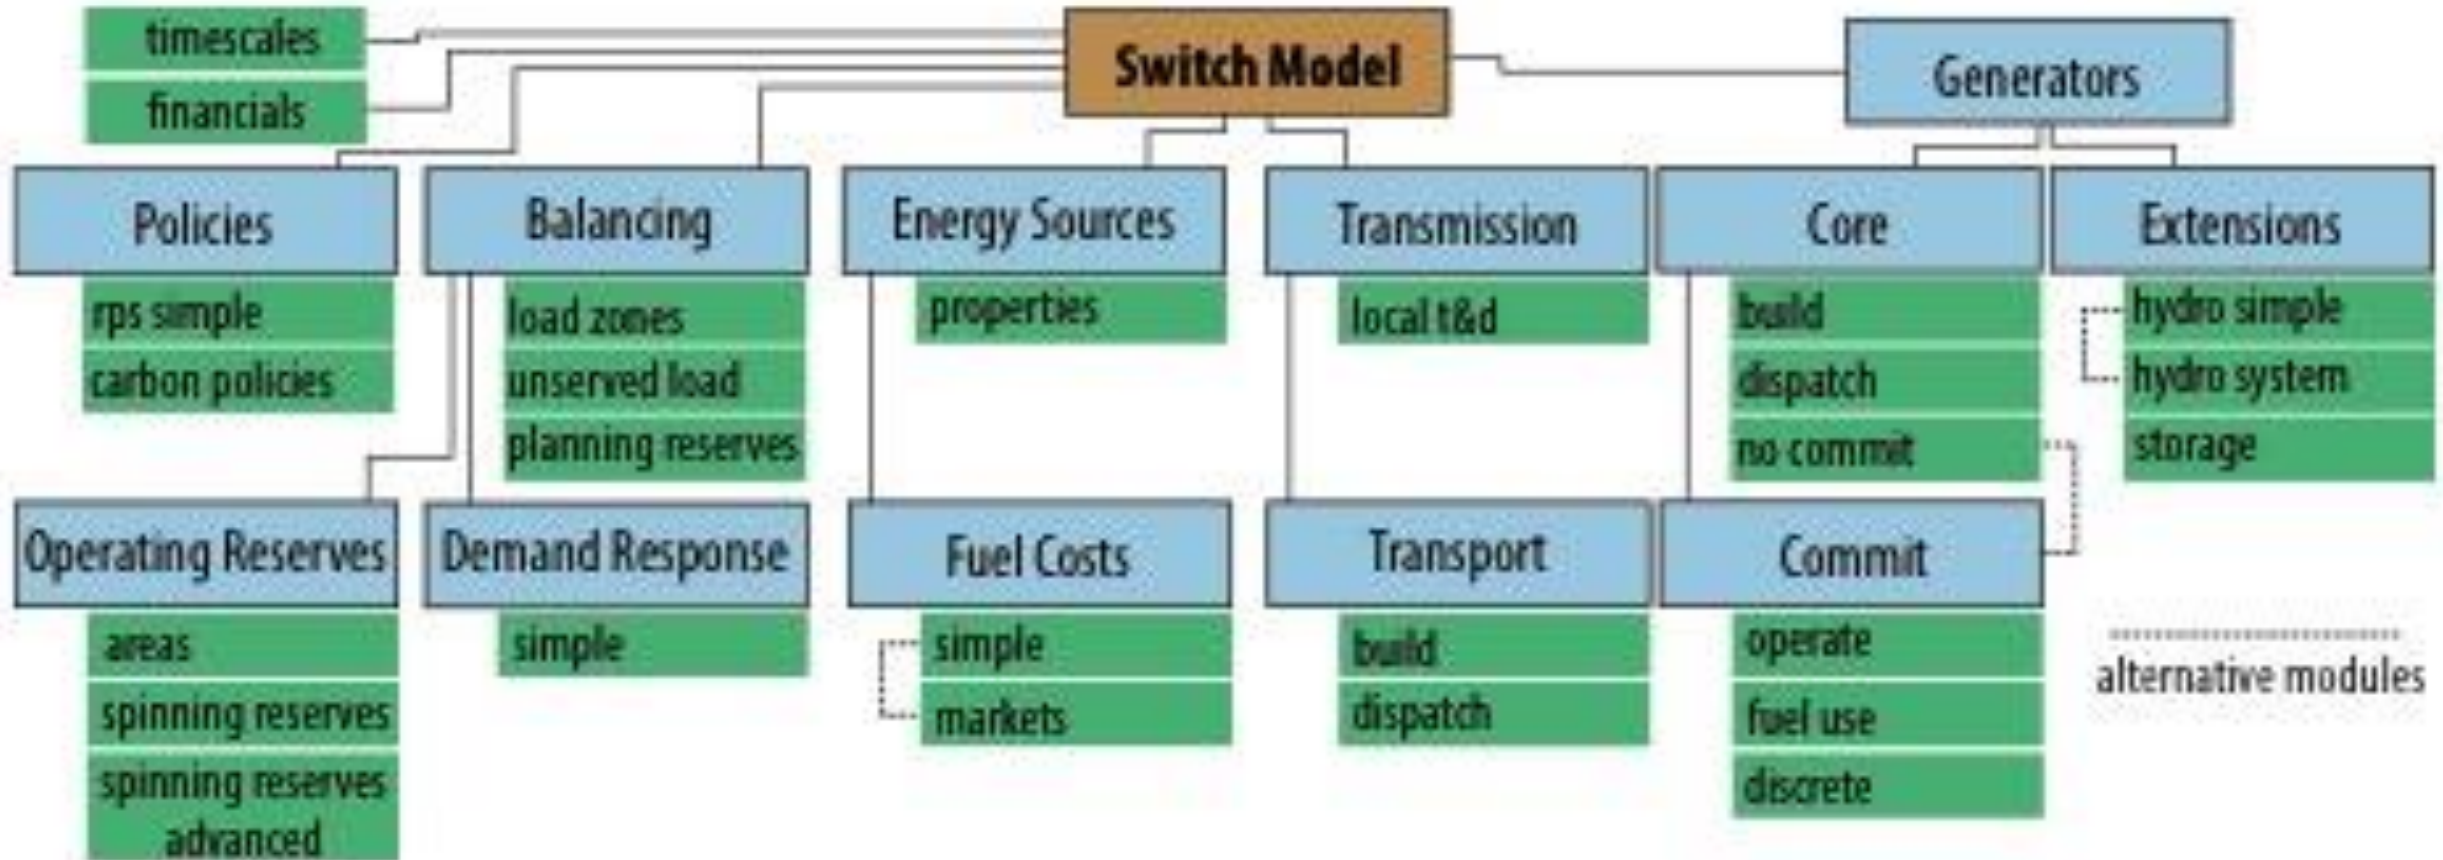 timescales
financials
Switch Model
Generators
Policies
rps simple
carbon policies
Balancing
load zones
unserved load
planning reserves
Energy Sources
properties
Transmission
local t&d
Core
build
dispatch
no commit
Extensions
hydro simple
hydro system
storage
Operating Reserves
areas
spinning reserves
spinning reserves
advanced
Demand Response
simple
Fuel Costs
simple
markets
Transport
build
dispatch
Commit
operate
fuel use
discrete
alternative modules